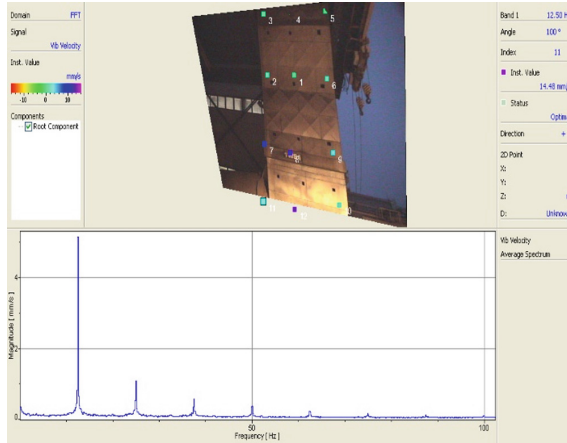 Domain FFT
Signal
Vib Velocity
Inst. Value
mm/s
-10 0 10
Components
Root Component
3 4 5
2 1 6
7 9
11 12 10
Band 1 12.50 H
Angle 100 °
Index 11
Inst. Value
14.48 mm/
Status
Optim
Direction +
2D Point
X:
Y:
Z:
D: Unknow
Vib Velocity
Average Spectrum
Magnitude [ mm/s ]
4
2
0
50 100
Frequency [ Hz ]